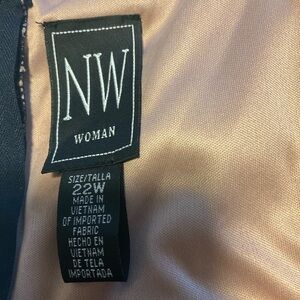 NW
WOMAN
SIZE/TALLA
22W
MADE IN
VIETNAM
OF IMPORTED
FABRIC
HECHO EN
VIETNAM
DE TELA
IMPORTADA